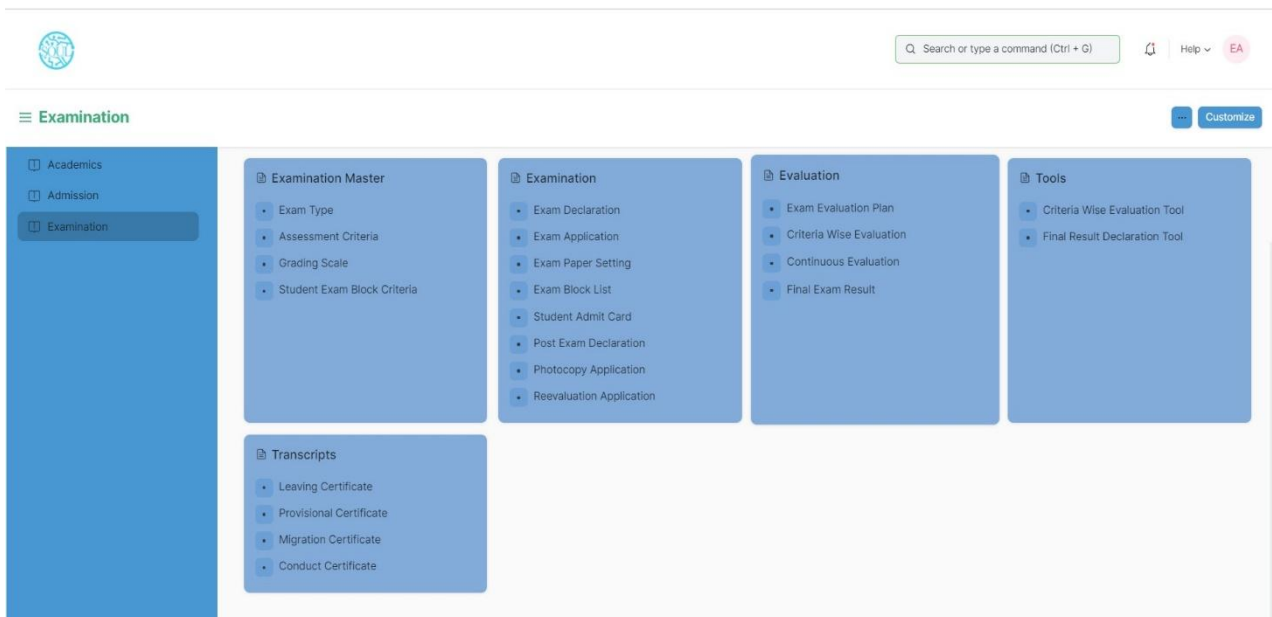 SOUL
Search or type a command (Ctrl + G)
Help
EA
Examination
...
Customize
Academics
Admission
Examination
Examination Master
Exam Type
Assessment Criteria
Grading Scale
Student Exam Block Criteria
Examination
Exam Declaration
Exam Application
Exam Paper Setting
Exam Block List
Student Admit Card
Post Exam Declaration
Photocopy Application
Reevaluation Application
Evaluation
Exam Evaluation Plan
Criteria Wise Evaluation
Continuous Evaluation
Final Exam Result
Tools
Criteria Wise Evaluation Tool
Final Result Declaration Tool
Transcripts
Leaving Certificate
Provisional Certificate
Migration Certificate
Conduct Certificate